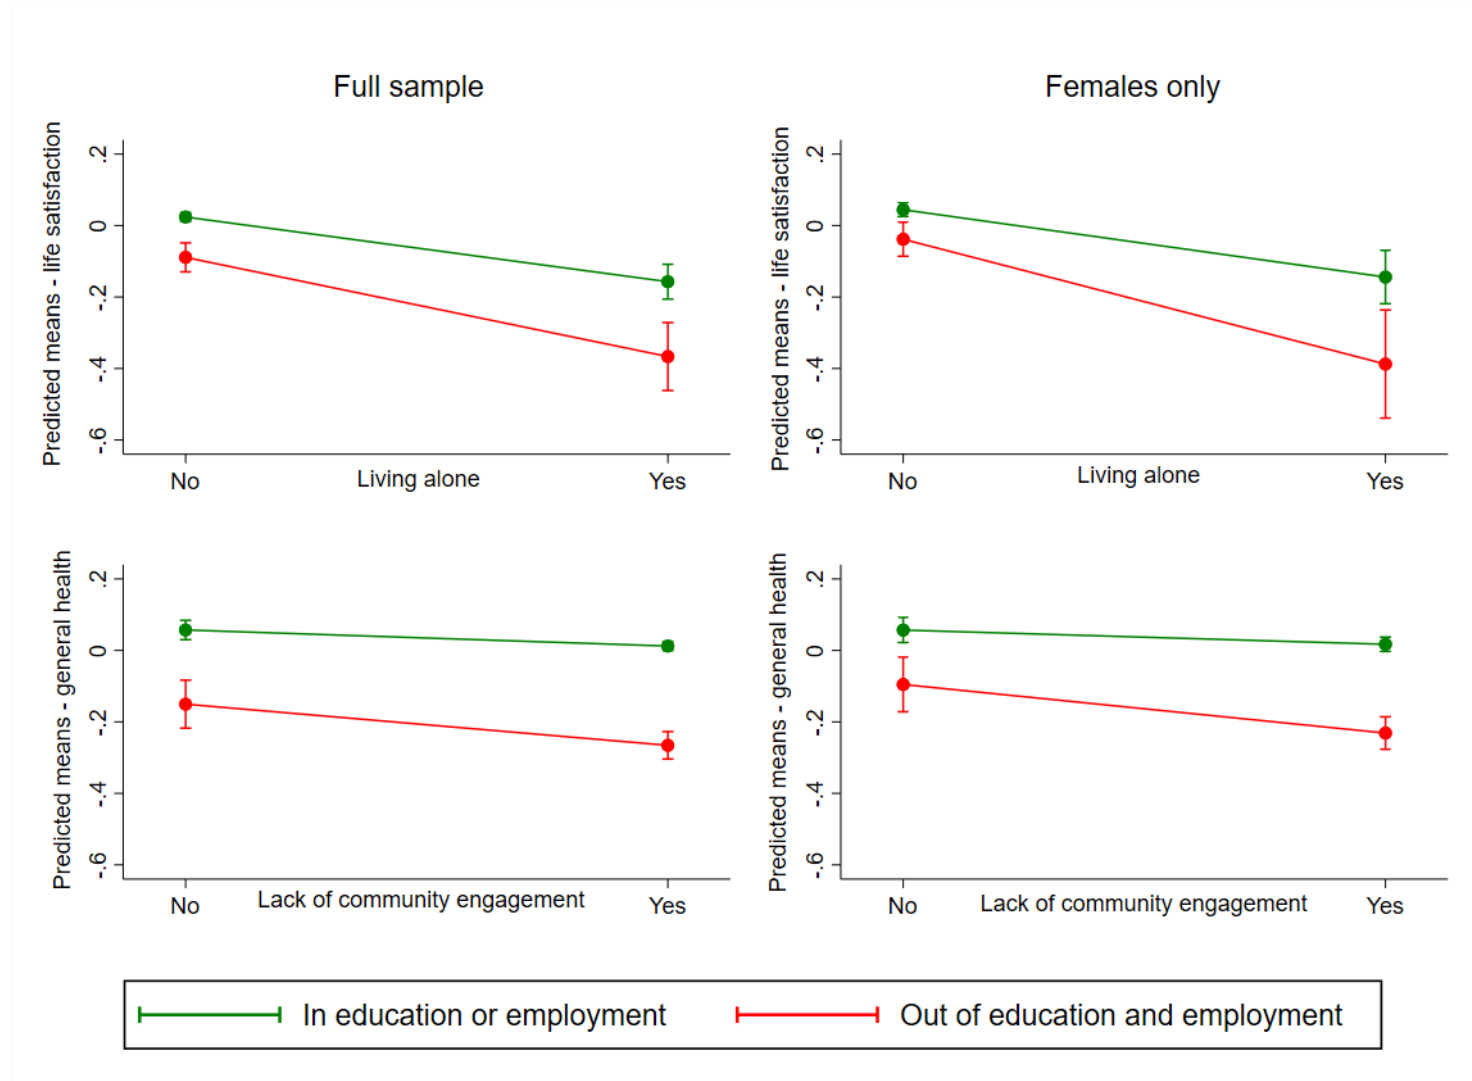 Full sample
Females only
Predicted means - life satisfaction
.2
0
-.2
-.4
-.6
No
Living alone
Yes
Predicted means - life satisfaction
.2
0
-.2
-.4
-.6
No
Living alone
Yes
Predicted means - general health
.2
0
-.2
-.4
-.6
No
Lack of community engagement
Yes
Predicted means - general health
.2
0
-.2
-.4
-.6
No
Lack of community engagement
Yes
In education or employment
Out of education and employment